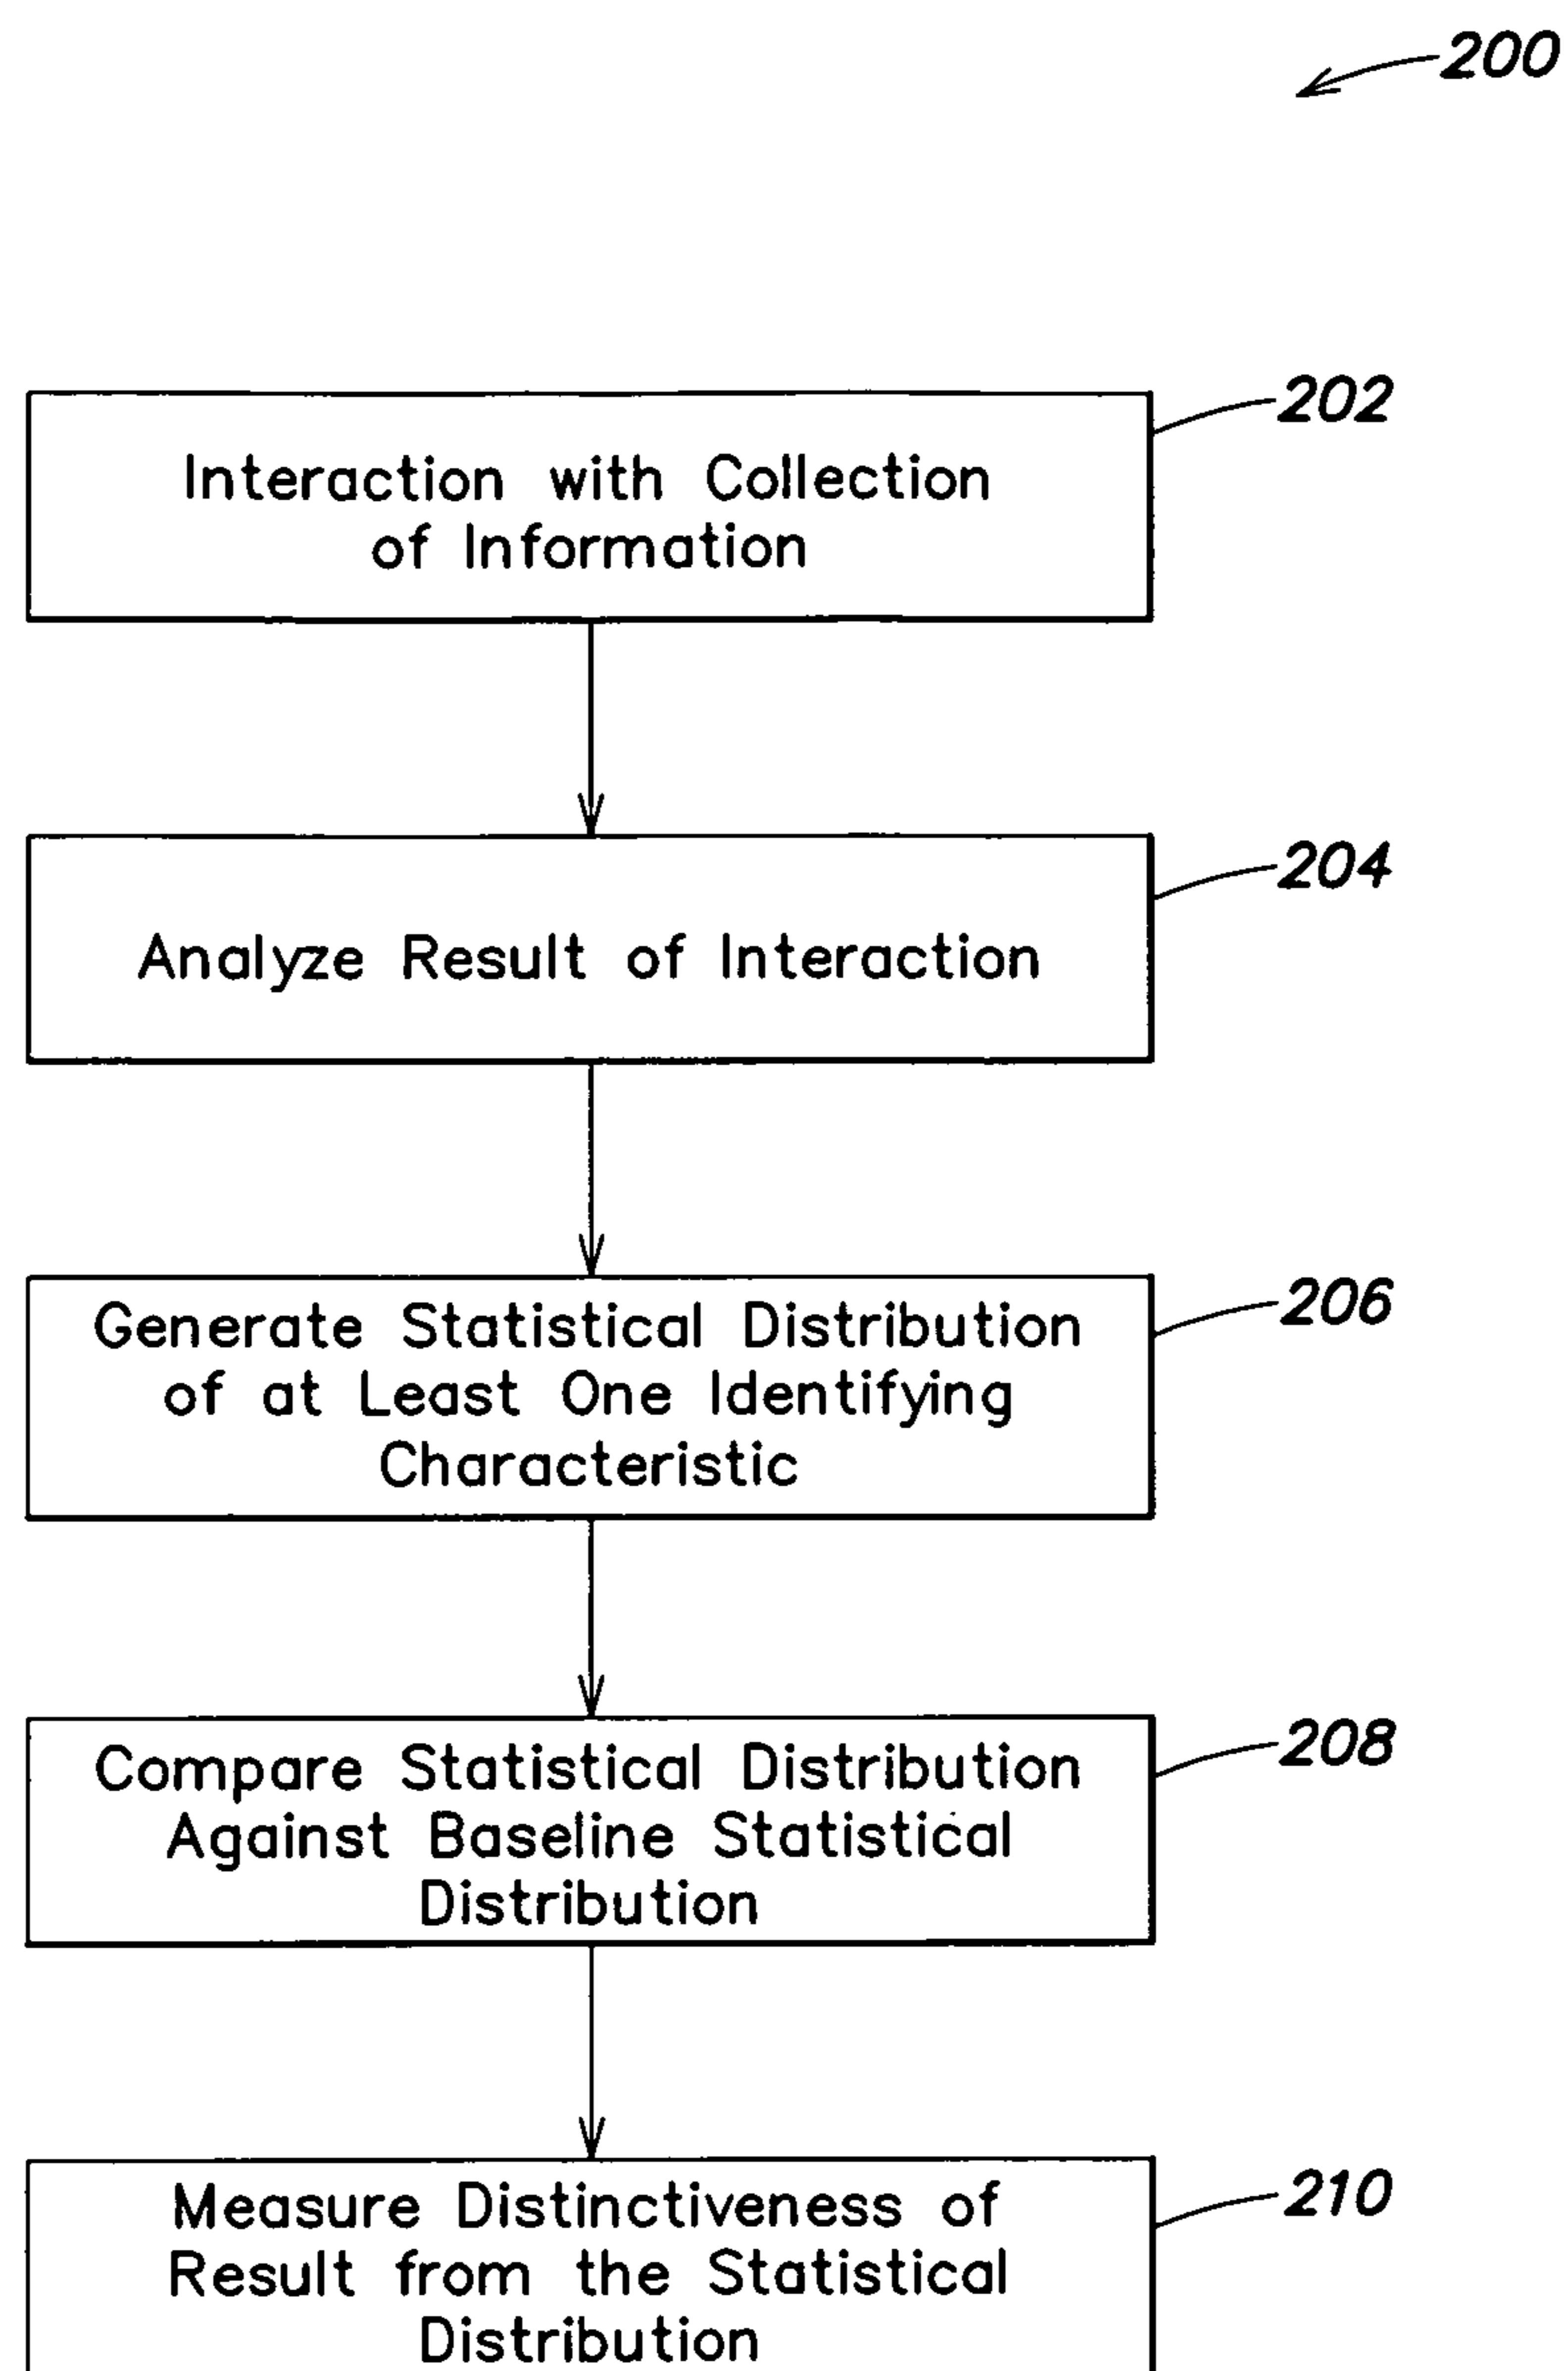 200
202
Interaction with Collection
of Information
204
Analyze Result of Interaction
206
Generate Statistical Distribution
of at Least One Identifying
Characteristic
208
Compare Statistical Distribution
Against Baseline Statistical
Distribution
210
Measure Distinctiveness of
Result from the Statistical
Distribution